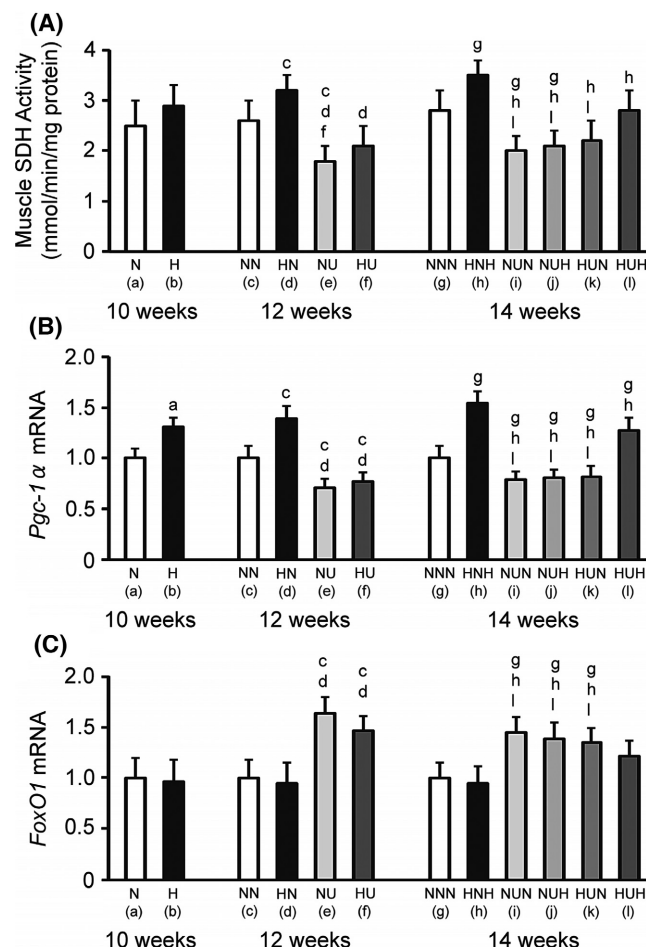 (A)
Muscle SDH Activity
(mmol/min/mg protein)
4
3
2
1
0
c
c
d
f
d
g
g
h
l
g
h
l
h
l
h
N H NN HN NU HU NNN HNH NUN NUH HUN HUH
(a) (b) (c) (d) (e) (f) (g) (h) (i) (j) (k) (l)
10 weeks 12 weeks 14 weeks
(B)
Pgc-1α mRNA
2.0
1.5
1.0
0.5
0
a
c
c
d
c
d
g
g
h
l
g
h
l
g
h
l
g
h
N H NN HN NU HU NNN HNH NUN NUH HUN HUH
(a) (b) (c) (d) (e) (f) (g) (h) (i) (j) (k) (l)
10 weeks 12 weeks 14 weeks
(C)
FoxO1 mRNA
2.0
1.5
1.0
0.5
0
c
d
c
d
g
h
l
g
h
l
g
h
l
N H NN HN NU HU NNN HNH NUN NUH HUN HUH
(a) (b) (c) (d) (e) (f) (g) (h) (i) (j) (k) (l)
10 weeks 12 weeks 14 weeks